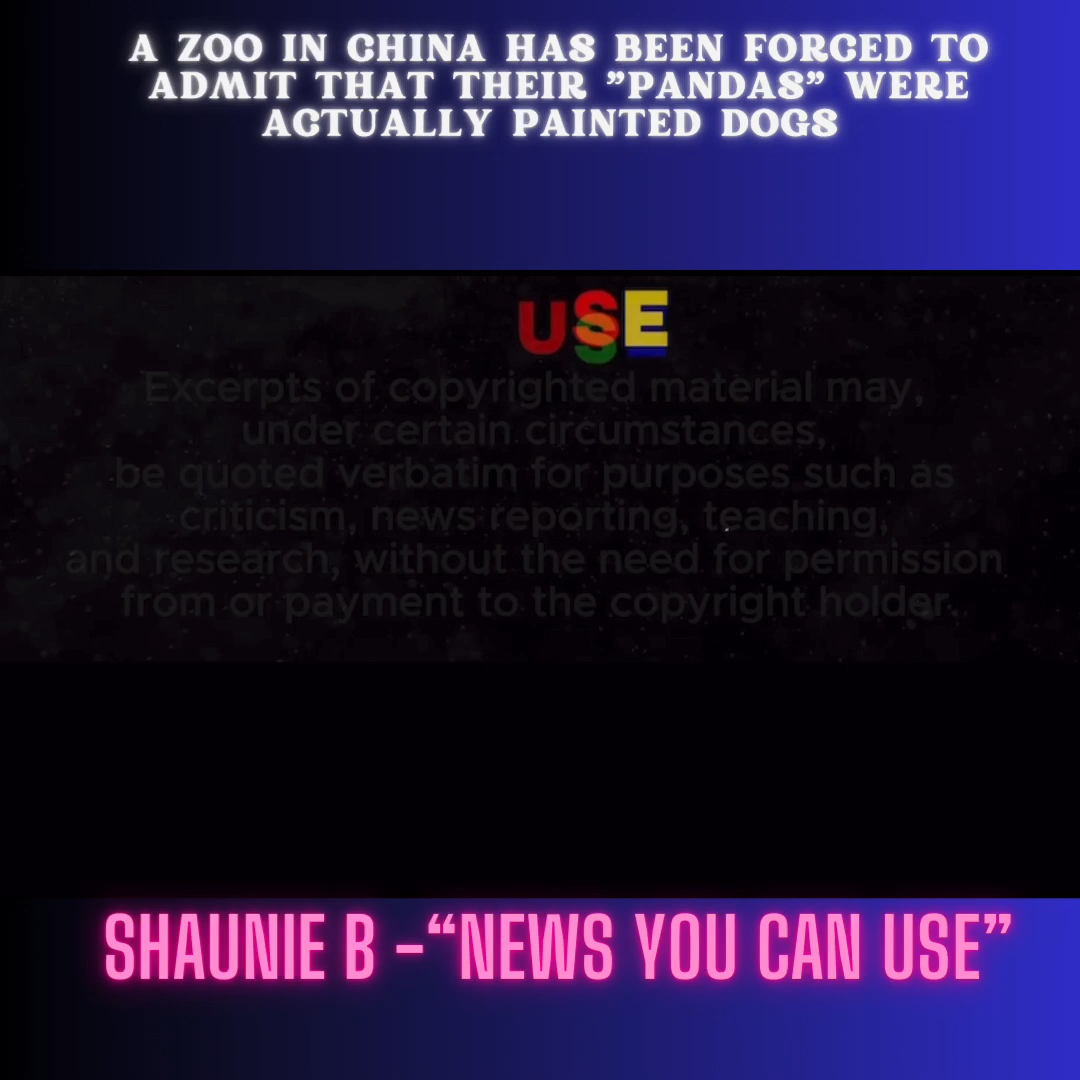 A ZOO IN CHINA HAS BEEN FORCED TO
ADMIT THAT THEIR ”PANDAS” WERE
ACTUALLY PAINTED DOGS
USE
Excerpts of copyrighted material may,
under certain circumstances,
be quoted verbatim for purposes such as
criticism, news reporting, teaching,
and research, without the need for permission
from or payment to the copyright holder.
SHAUNIE B -“NEWS YOU CAN USE”